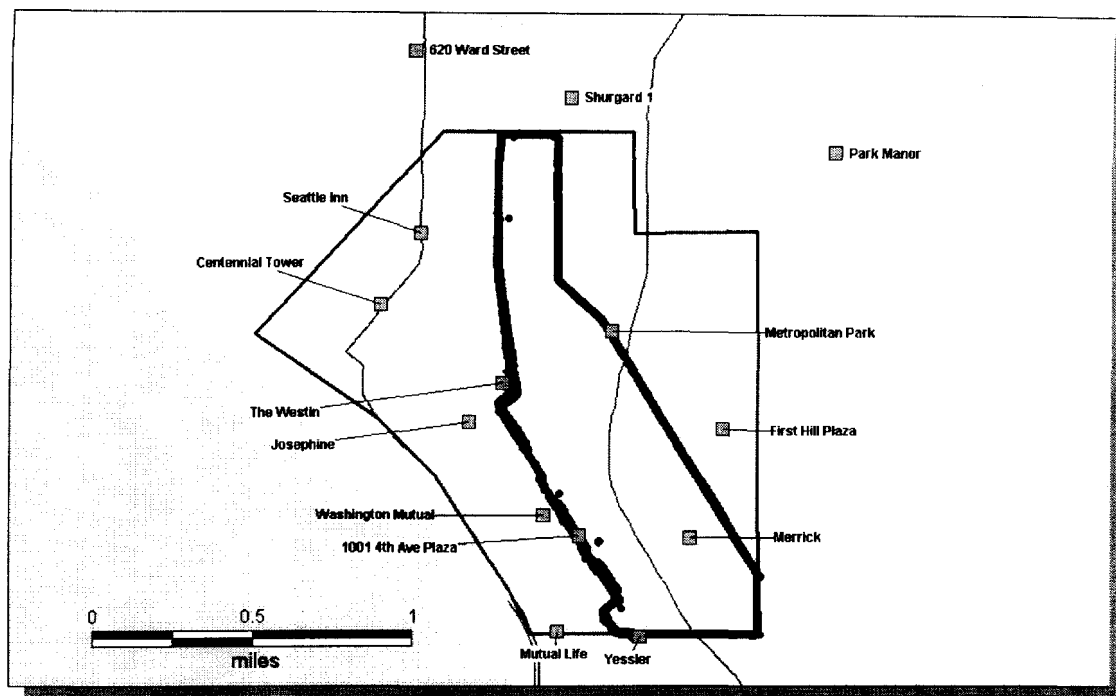 620 Ward Street
Shurgard 1
Park Manor
Seattle Inn
Centennial Tower
Metropolitan Park
The Westin
First Hill Plaza
Josephine
Washington Mutual
Merrick
1001 4th Ave Plaza
0 0.5 1
miles
Mutual Life
Yessler